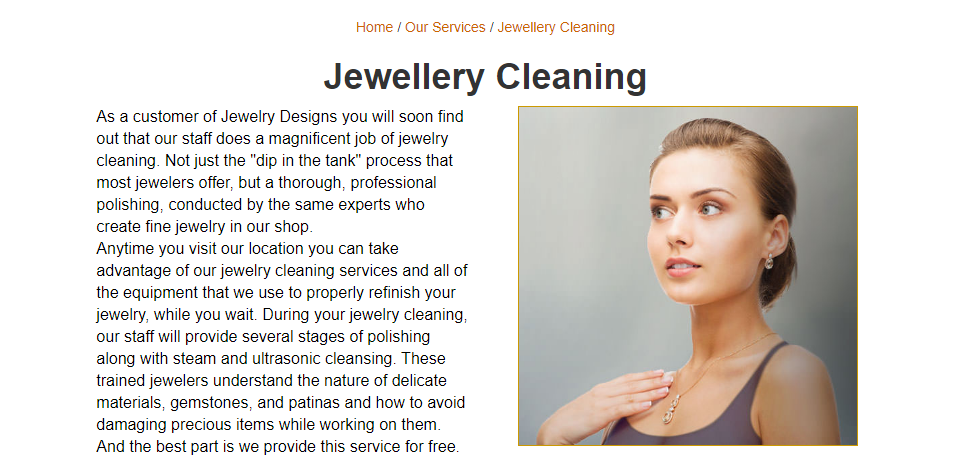 Home / Our Services / Jewellery Cleaning
Jewellery Cleaning
As a customer of Jewelry Designs you will soon find
out that our staff does a magnificent job of jewelry
cleaning. Not just the "dip in the tank" process that
most jewelers offer, but a thorough, professional
polishing, conducted by the same experts who
create fine jewelry in our shop.
Anytime you visit our location you can take
advantage of our jewelry cleaning services and all of
the equipment that we use to properly refinish your
jewelry, while you wait. During your jewelry cleaning,
our staff will provide several stages of polishing
along with steam and ultrasonic cleansing. These
trained jewelers understand the nature of delicate
materials, gemstones, and patinas and how to avoid
damaging precious items while working on them.
And the best part is we provide this service for free.